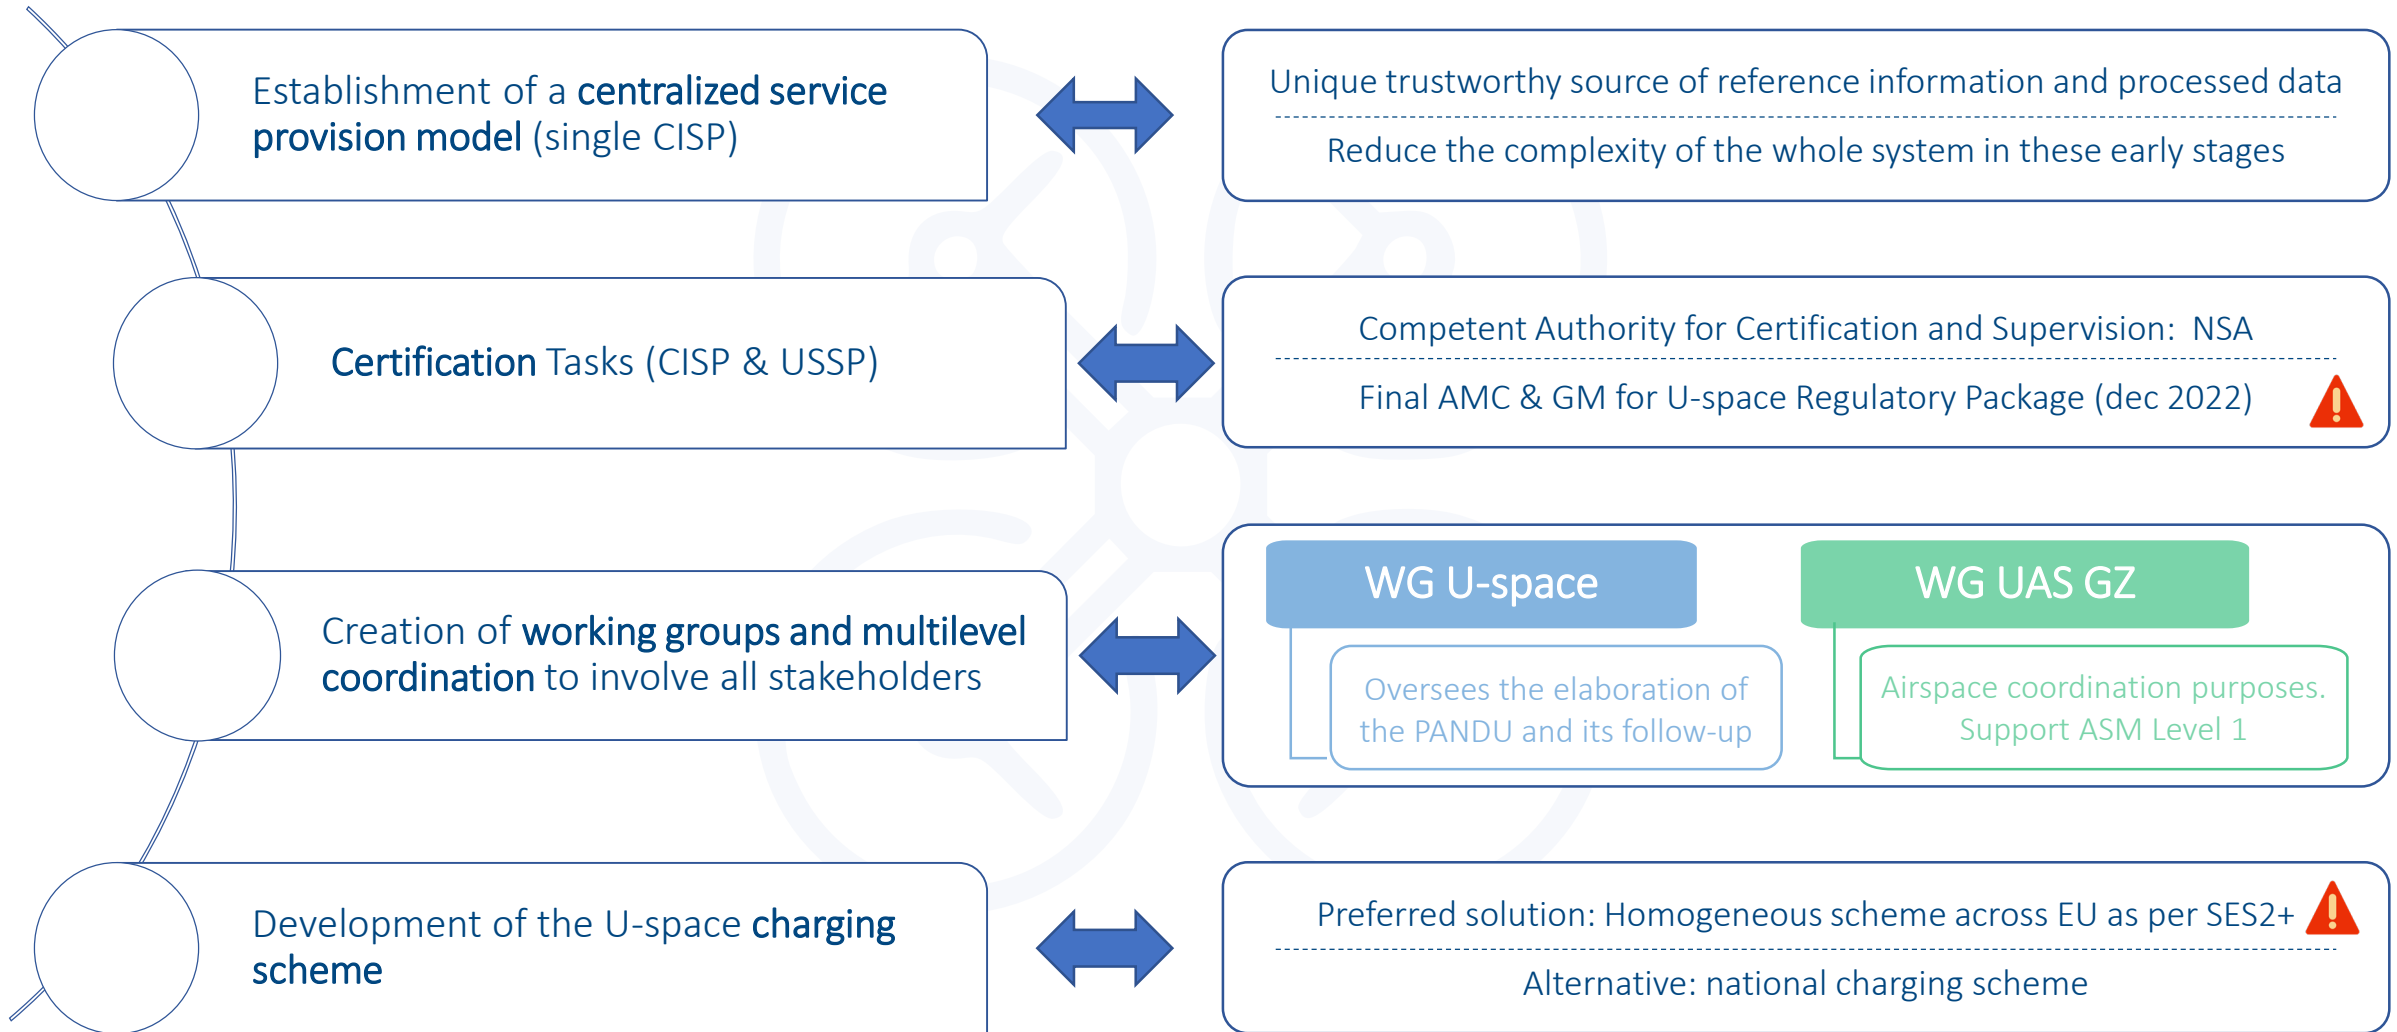 Establishment of a centralized service
provision model (single CISP)
Unique trustworthy source of reference information and processed data
Reduce the complexity of the whole system in these early stages
Certification Tasks (CISP & USSP)
Competent Authority for Certification and Supervision: NSA
Final AMC & GM for U-space Regulatory Package (dec 2022)
Creation of working groups and multilevel
coordination to involve all stakeholders
WG U-space
Oversees the elaboration of
the PANDU and its follow-up
WG UAS GZ
Airspace coordination purposes.
Support ASM Level 1
Development of the U-space charging
scheme
Preferred solution: Homogeneous scheme across EU as per SES2+
Alternative: national charging scheme